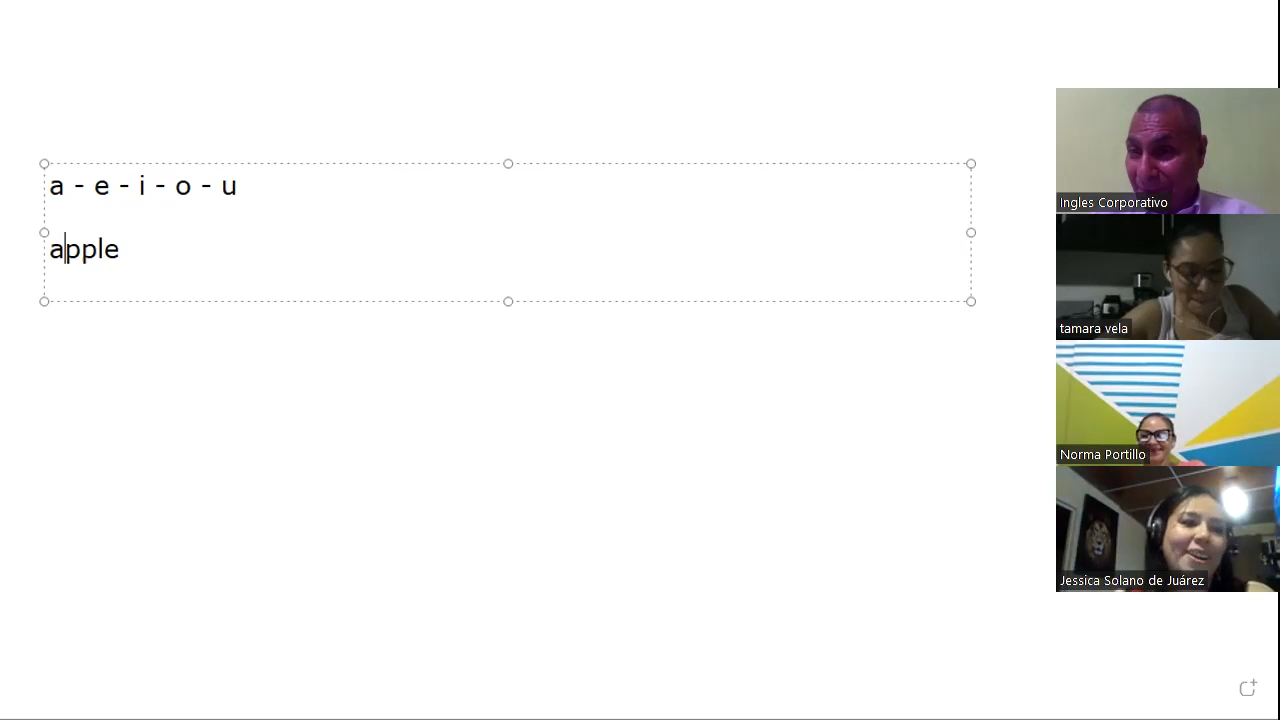 a - e - i - o - u
apple
Ingles Corporativo
tamara vela
Norma Portillo
Jessica Solano de Juárez